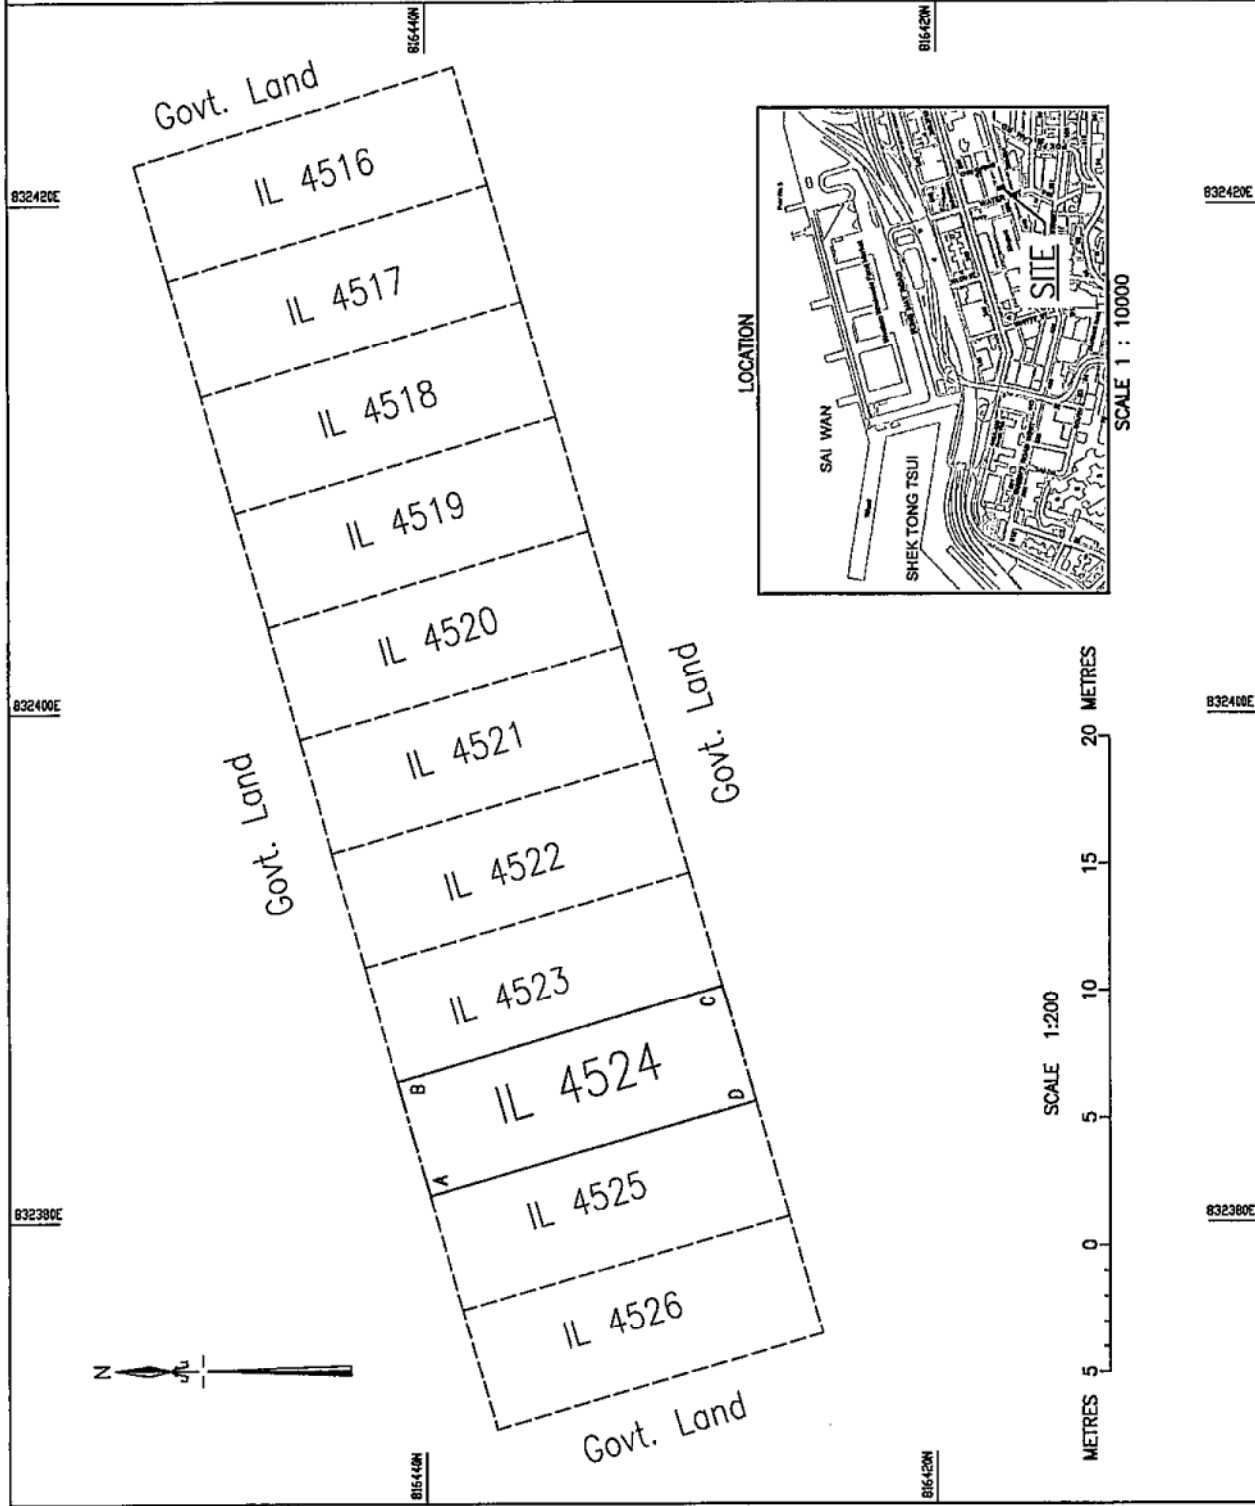 816440N
816420N
832420E
832420E
Govt. Land
IL 4516
IL 4517
IL 4518
IL 4519
IL 4520
IL 4521
IL 4522
IL 4523
IL 4524
IL 4525
IL 4526
A
B
C
D
Govt. Land
Govt. Land
Govt. Land
832400E
832400E
832380E
832380E
N
LOCATION
SAI WAN
SHEK TONG TSUI
SITE
SCALE 1 : 10000
SCALE 1:200
METRES 5 0 5 10 15 20 METRES
816440N
816420N